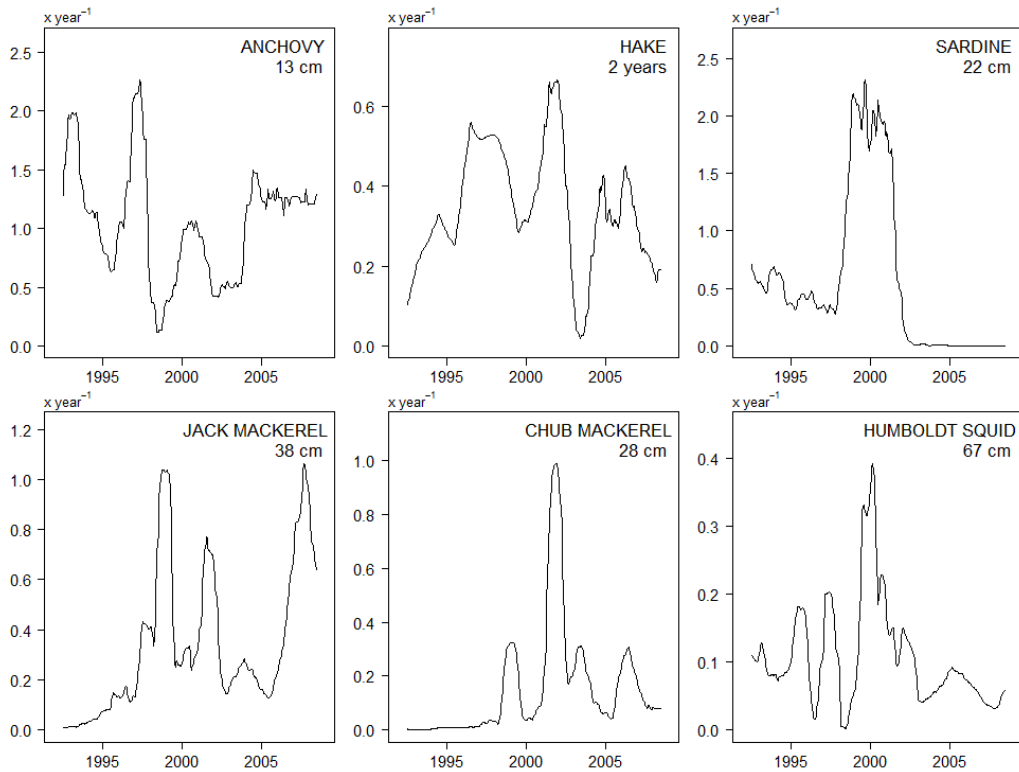 x year⁻¹
ANCHOVY
13 cm
2.5
2.0
1.5
1.0
0.5
0.0
1995
2000
2005
x year⁻¹
HAKE
2 years
0.6
0.4
0.2
0.0
1995
2000
2005
x year⁻¹
SARDINE
22 cm
2.5
2.0
1.5
1.0
0.5
0.0
1995
2000
2005
x year⁻¹
JACK MACKEREL
38 cm
1.2
1.0
0.8
0.6
0.4
0.2
0.0
1995
2000
2005
x year⁻¹
CHUB MACKEREL
28 cm
1.0
0.8
0.6
0.4
0.2
0.0
1995
2000
2005
x year⁻¹
HUMBOLDT SQUID
67 cm
0.4
0.3
0.2
0.1
0.0
1995
2000
2005